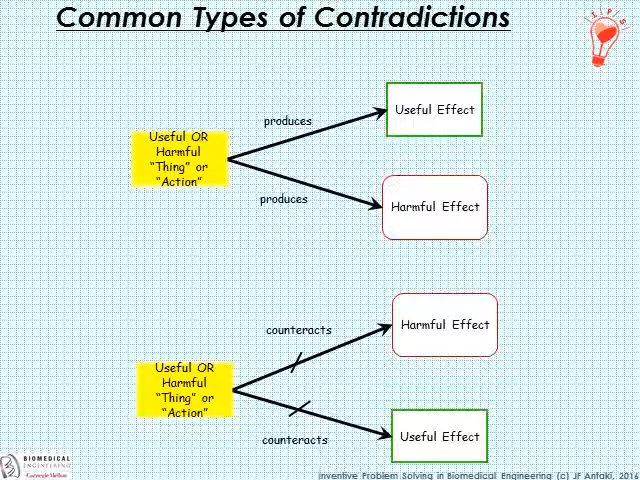 Common Types of Contradictions
I P S
produces
Useful Effect
Useful OR
Harmful
“Thing” or
“Action”
produces
Harmful Effect
counteracts
Harmful Effect
Useful OR
Harmful
“Thing” or
“Action”
counteracts
Useful Effect
BIOMEDICAL
ENGINEERING
Carnegie Mellon
Inventive Problem Solving in Biomedical Engineering (c) JF Antaki, 2016